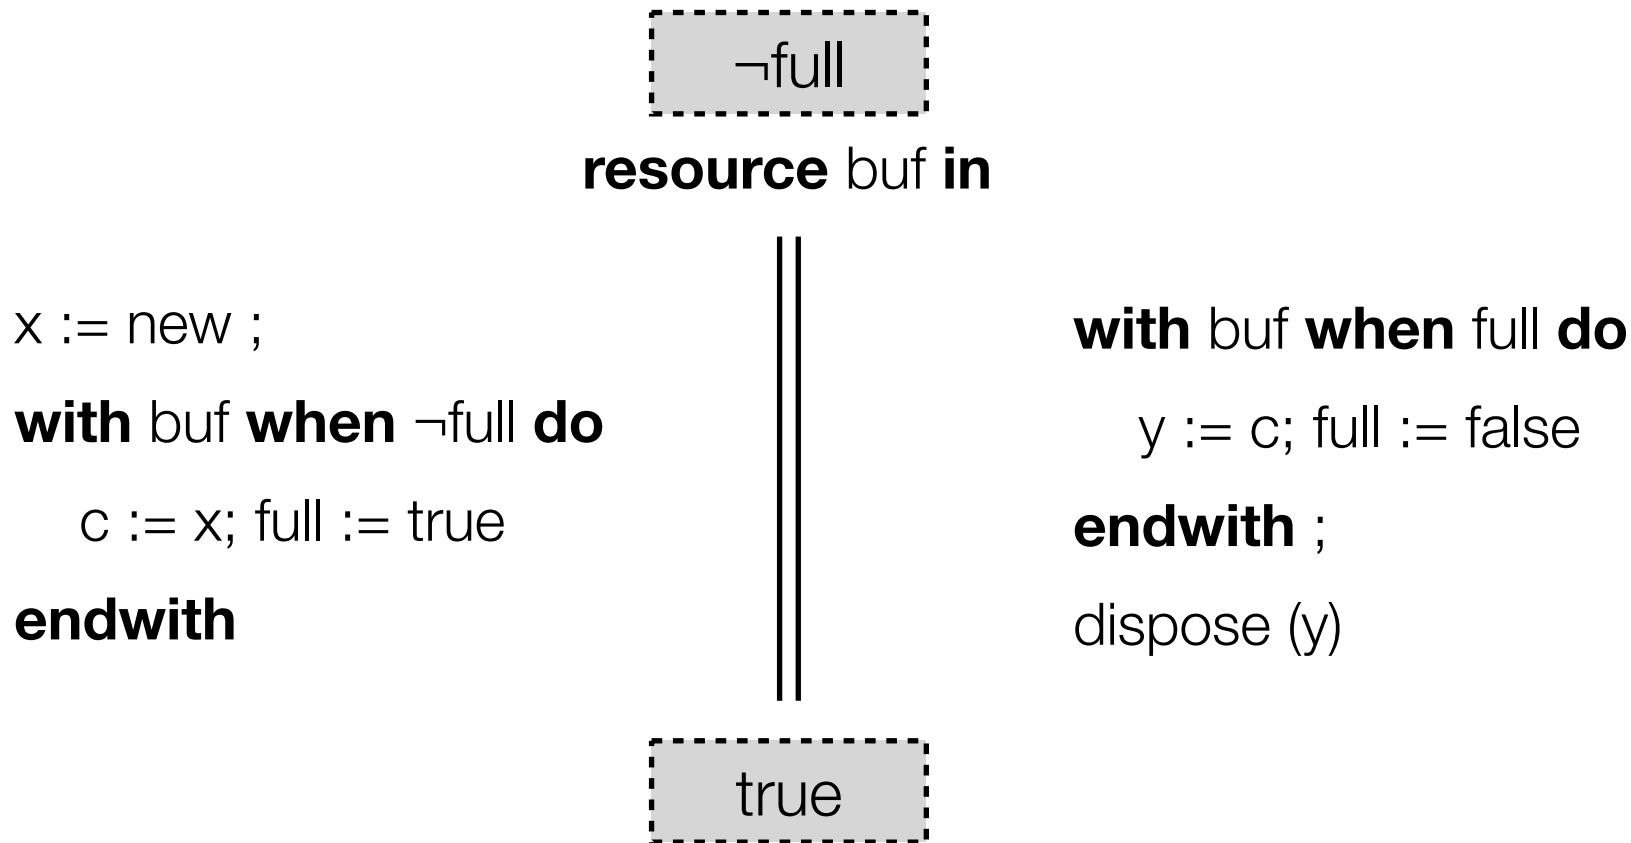 ¬full
resource buf in
x := new ;
with buf when ¬full do
c := x; full := true
endwith
with buf when full do
y := c; full := false
endwith ;
dispose (y)
true